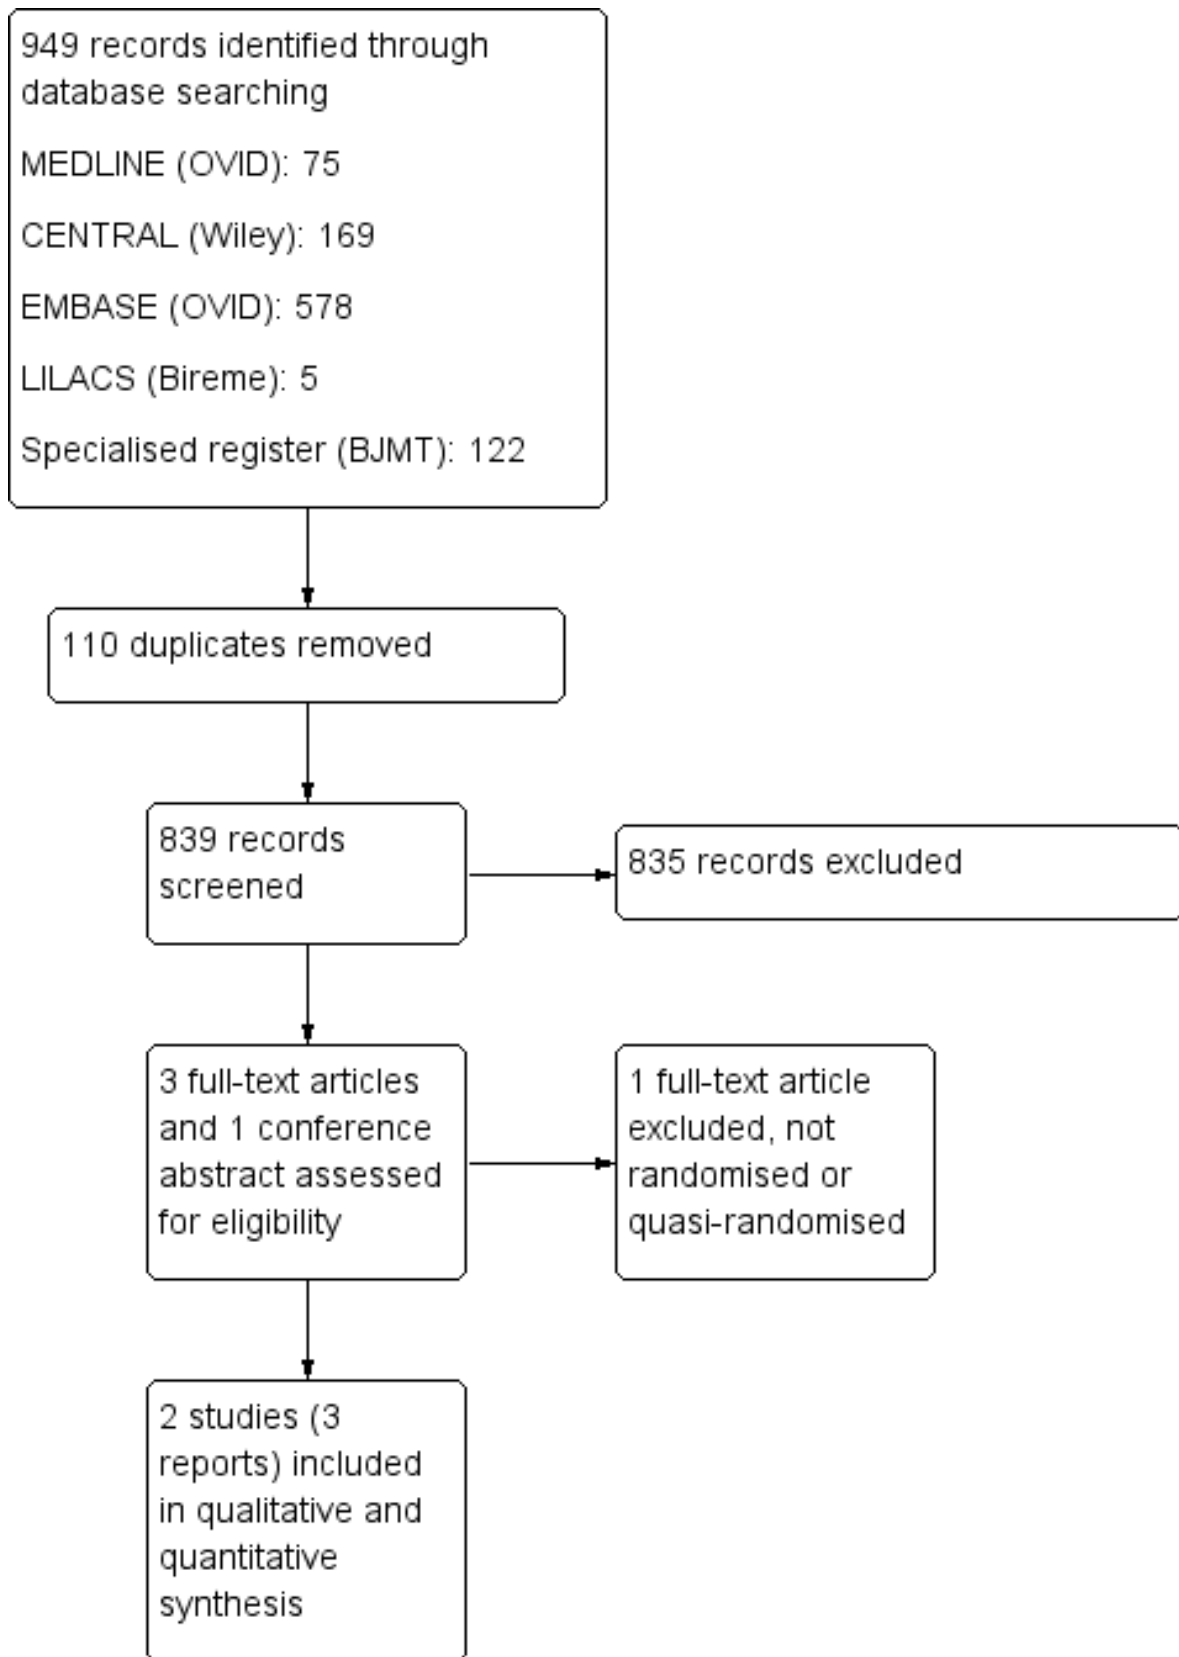 949 records identified through
database searching
MEDLINE (OVID): 75
CENTRAL (Wiley): 169
EMBASE (OVID): 578
LILACS (Bireme): 5
Specialised register (BJMT): 122
110 duplicates removed
839 records
screened
835 records excluded
3 full-text articles
and 1 conference
abstract assessed
for eligibility
1 full-text article
excluded, not
randomised or
quasi-randomised
2 studies (3
reports) included
in qualitative and
quantitative
synthesis